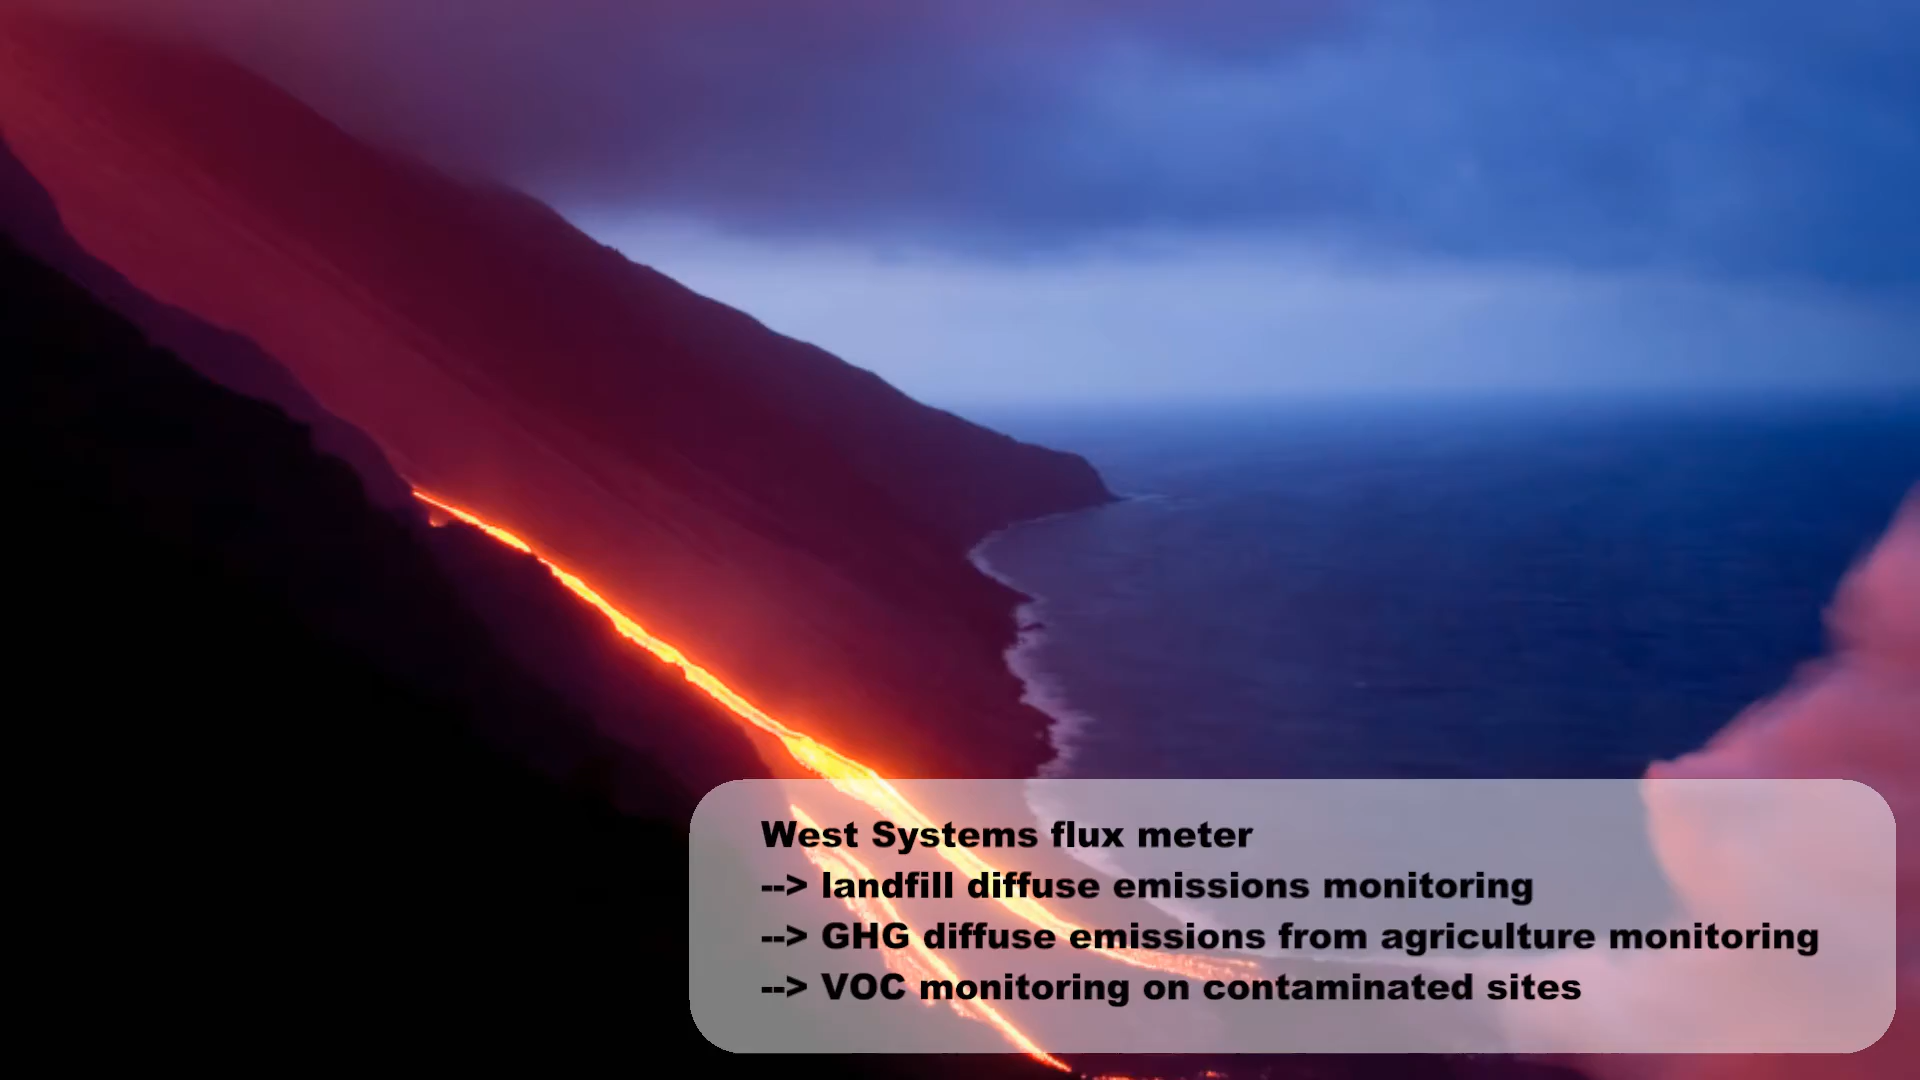 West Systems flux meter
--> landfill diffuse emissions monitoring
--> GHG diffuse emissions from agriculture monitoring
--> VOC monitoring on contaminated sites